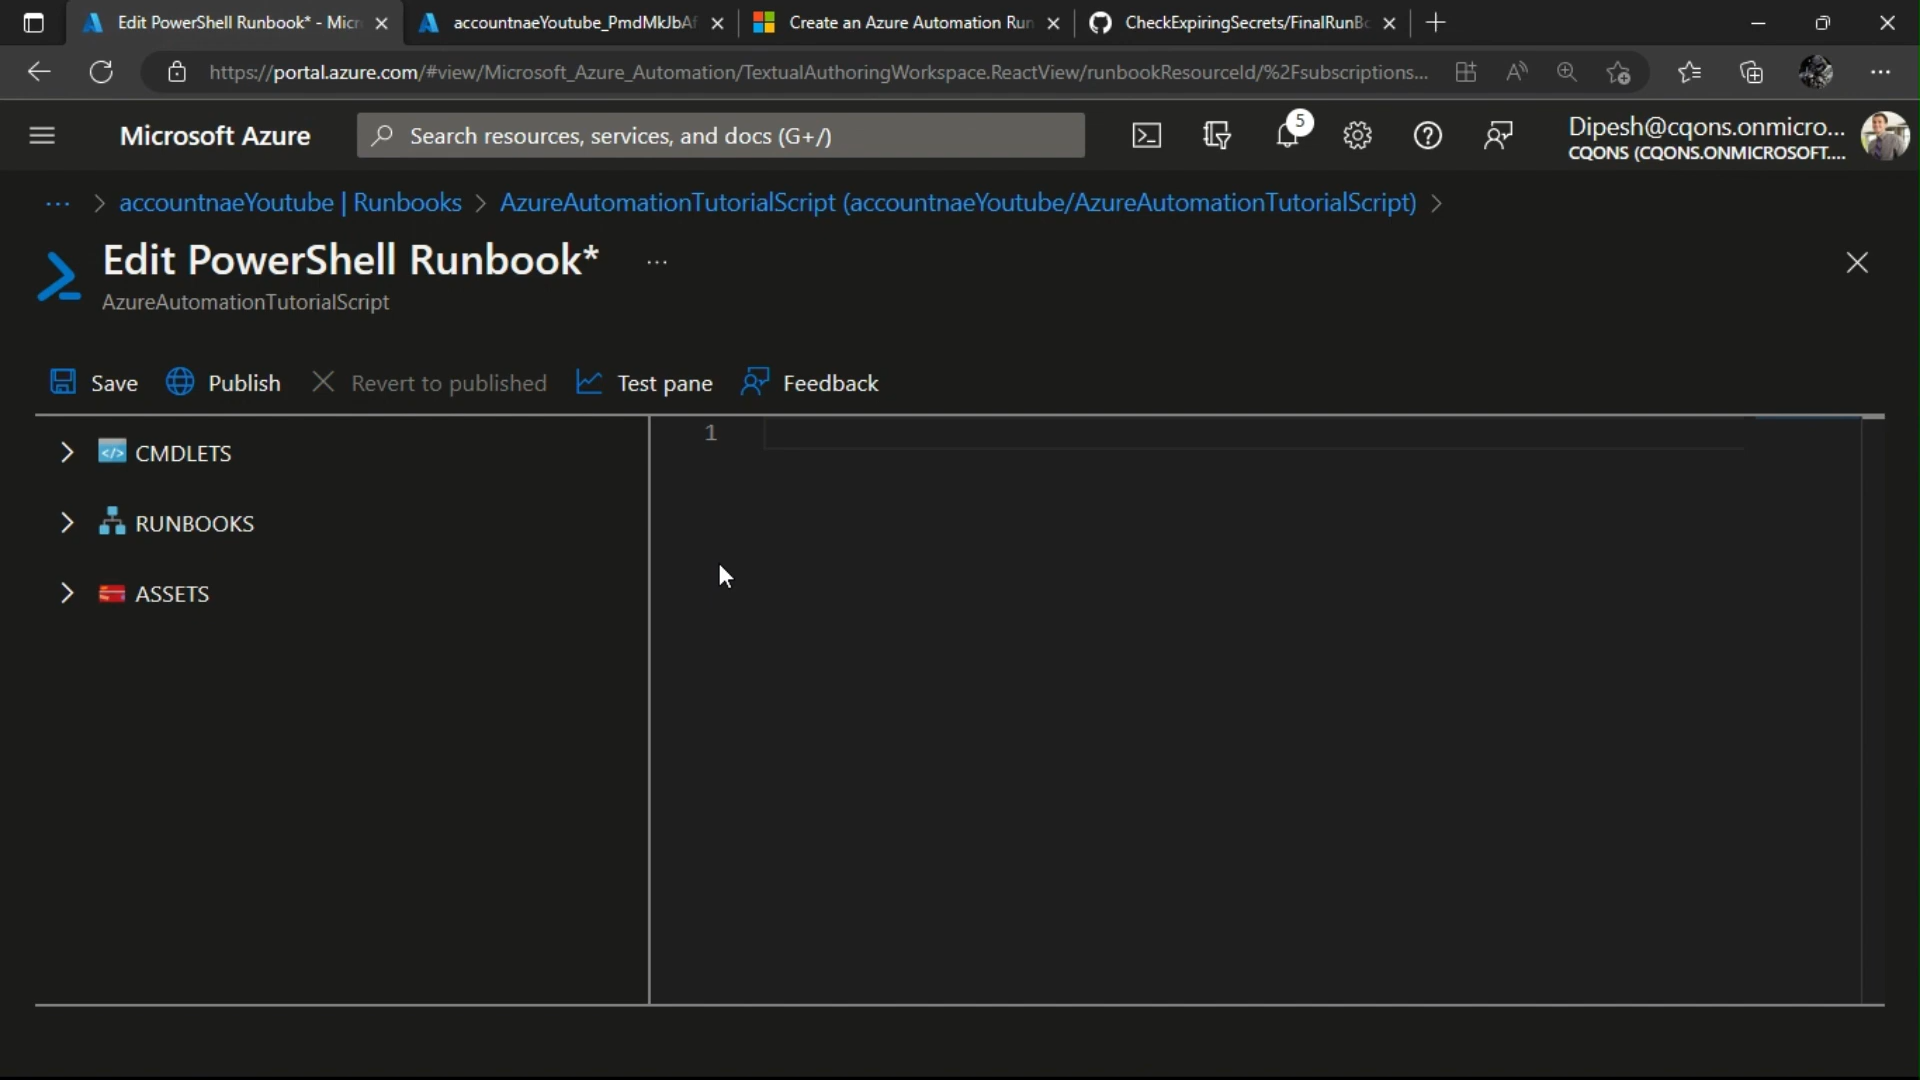 Edit PowerShell Runbook* - Micr
accountnaeYoutube_PmdMkJbAf
Create an Azure Automation Run
CheckExpiringSecrets/FinalRunBo
https://portal.azure.com/#view/Microsoft_Azure_Automation/TextualAuthoringWorkspace.ReactView/runbookResourceId/%2Fsubscriptions...
Microsoft Azure
Search resources, services, and docs (G+/)
5
Dipesh@cqons.onmicro...
CQONS (CQONS.ONMICROSOFT....
... > accountnaeYoutube | Runbooks > AzureAutomationTutorialScript (accountnaeYoutube/AzureAutomationTutorialScript) >
Edit PowerShell Runbook* ...
AzureAutomationTutorialScript
Save
Publish
Revert to published
Test pane
Feedback
CMDLETS
RUNBOOKS
ASSETS
1